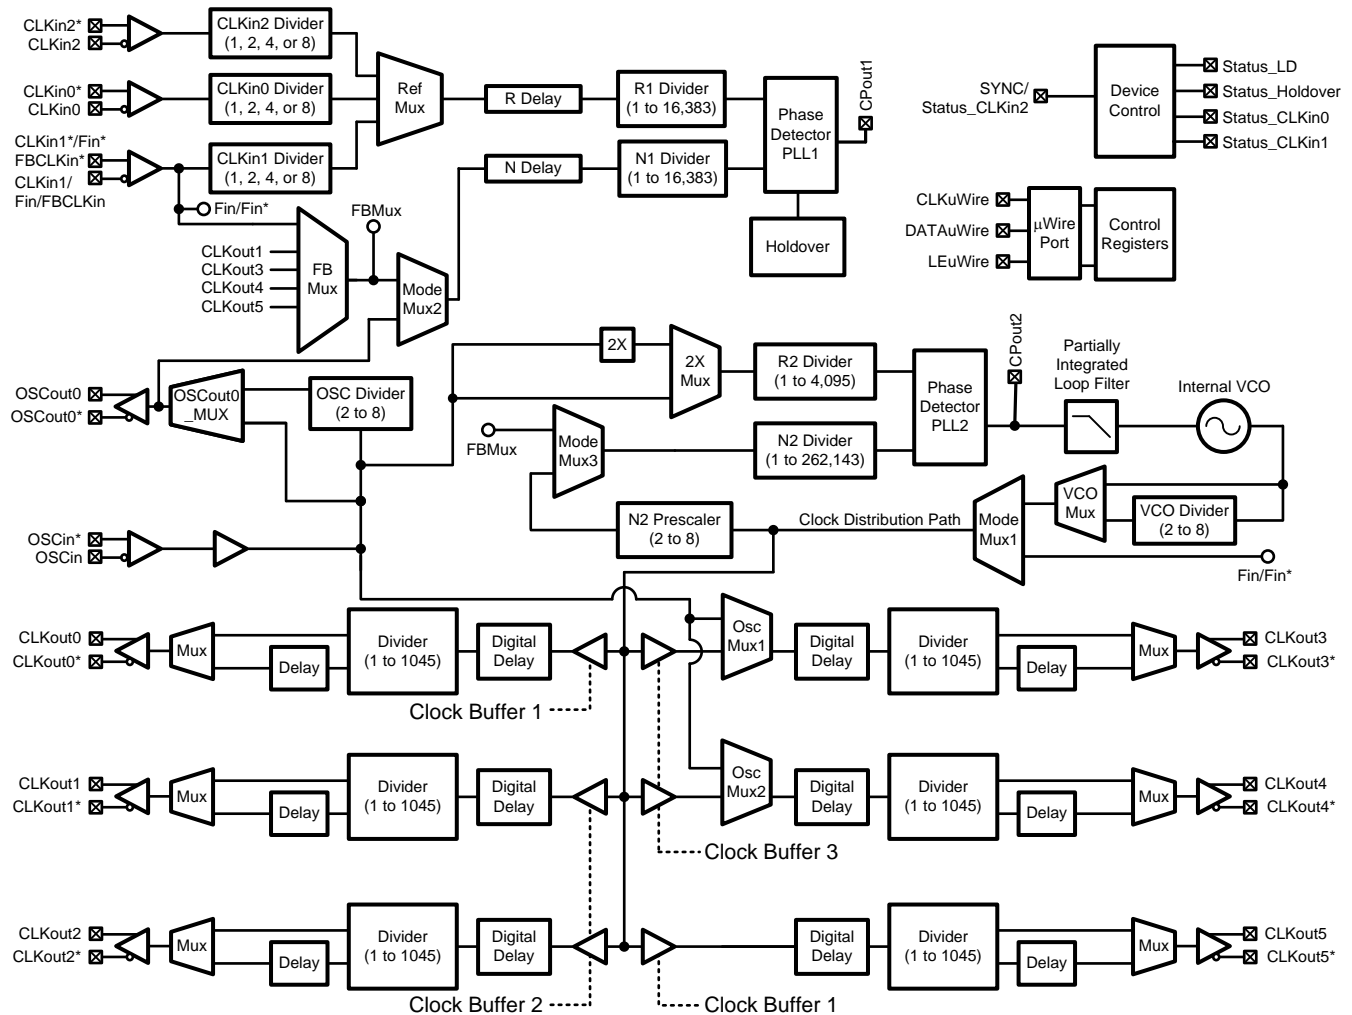 CLKin2*
CLKin2
CLKin2 Divider
(1, 2, 4, or 8)
CLKin0*
CLKin0
CLKin0 Divider
(1, 2, 4, or 8)
CLKin1*/Fin*
FBCLKin*
CLKin1/
Fin/FBCLKin
CLKin1 Divider
(1, 2, 4, or 8)
Ref
Mux
R Delay
R1 Divider
(1 to 16,383)
N Delay
N1 Divider
(1 to 16,383)
Phase
Detector
PLL1
CPout1
Holdover
SYNC/
Status_CLKin2
Device
Control
Status_LD
Status_Holdover
Status_CLKin0
Status_CLKin1
CLKuWire
DATAuWire
LEuWire
µWire
Port
Control
Registers
Fin/Fin*
FBMux
CLKout1
CLKout3
CLKout4
CLKout5
FB
Mux
Mode
Mux2
OSCout0
OSCout0*
OSCout0
_MUX
OSC Divider
(2 to 8)
2X
2X
Mux
R2 Divider
(1 to 4,095)
Phase
Detector
PLL2
CPout2
Partially
Integrated
Loop Filter
Internal VCO
FBMux
Mode
Mux3
N2 Divider
(1 to 262,143)
N2 Prescaler
(2 to 8)
Clock Distribution Path
Mode
Mux1
VCO
Mux
VCO Divider
(2 to 8)
Fin/Fin*
OSCin*
OSCin
CLKout0
CLKout0*
Mux
Delay
Divider
(1 to 1045)
Digital
Delay
Clock Buffer 1
Osc
Mux1
Digital
Delay
Divider
(1 to 1045)
Delay
Mux
CLKout3
CLKout3*
CLKout1
CLKout1*
Mux
Delay
Divider
(1 to 1045)
Digital
Delay
Osc
Mux2
Digital
Delay
Divider
(1 to 1045)
Delay
Mux
CLKout4
CLKout4*
Clock Buffer 3
CLKout2
CLKout2*
Mux
Delay
Divider
(1 to 1045)
Digital
Delay
Clock Buffer 2
Clock Buffer 1
Digital
Delay
Divider
(1 to 1045)
Delay
Mux
CLKout5
CLKout5*